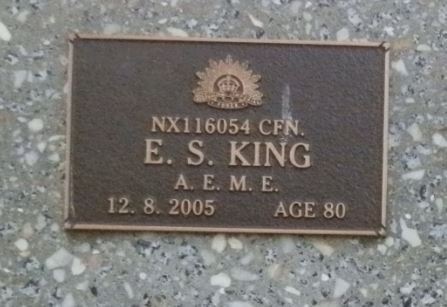 NX116054 CFN.
E. S. KING
A. E. M. E.
12. 8. 2005 AGE 80